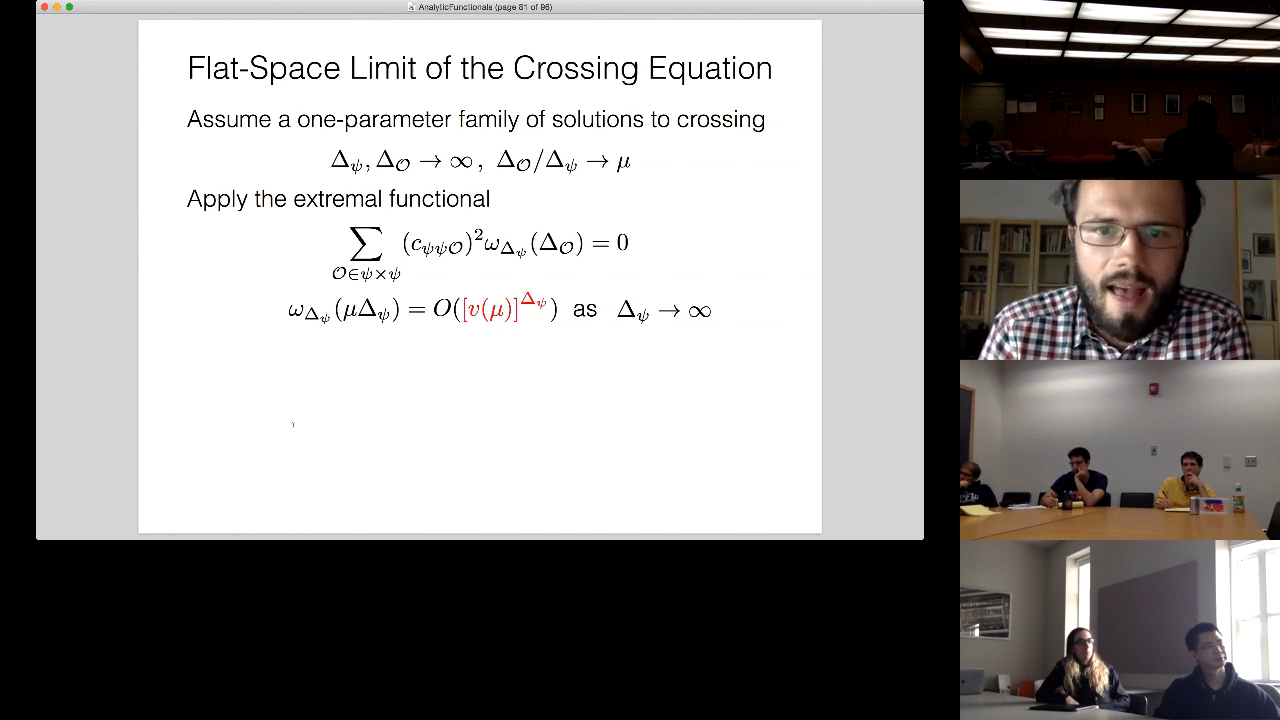 AnalyticFunctionals (page 81 of 96)
Flat-Space Limit of the Crossing Equation
Assume a one-parameter family of solutions to crossing
Δ_ψ, Δ_𝒪 → ∞ , Δ_𝒪/Δ_ψ → μ
Apply the extremal functional
∑_{𝒪∈ψ×ψ} (c_{ψψ𝒪})² ω_{Δ_ψ}(Δ_𝒪) = 0
ω_{Δ_ψ}(μΔ_ψ) = O([v(μ)]^{Δ_ψ}) as Δ_ψ → ∞